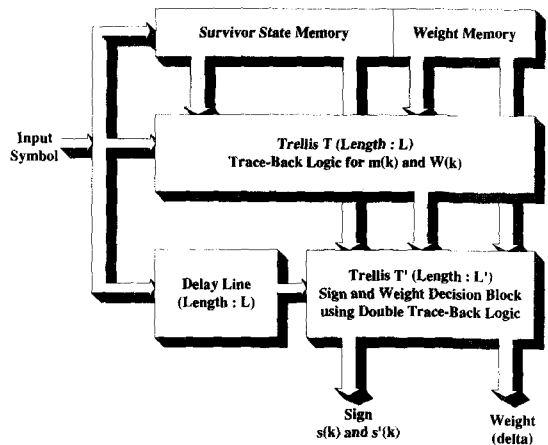 Survivor State Memory
Weight Memory
Input
Symbol
Trellis T (Length : L)
Trace-Back Logic for m(k) and W(k)
Delay Line
(Length : L)
Trellis T' (Length : L')
Sign and Weight Decision Block
using Double Trace-Back Logic
Sign
s(k) and s'(k)
Weight
(delta)